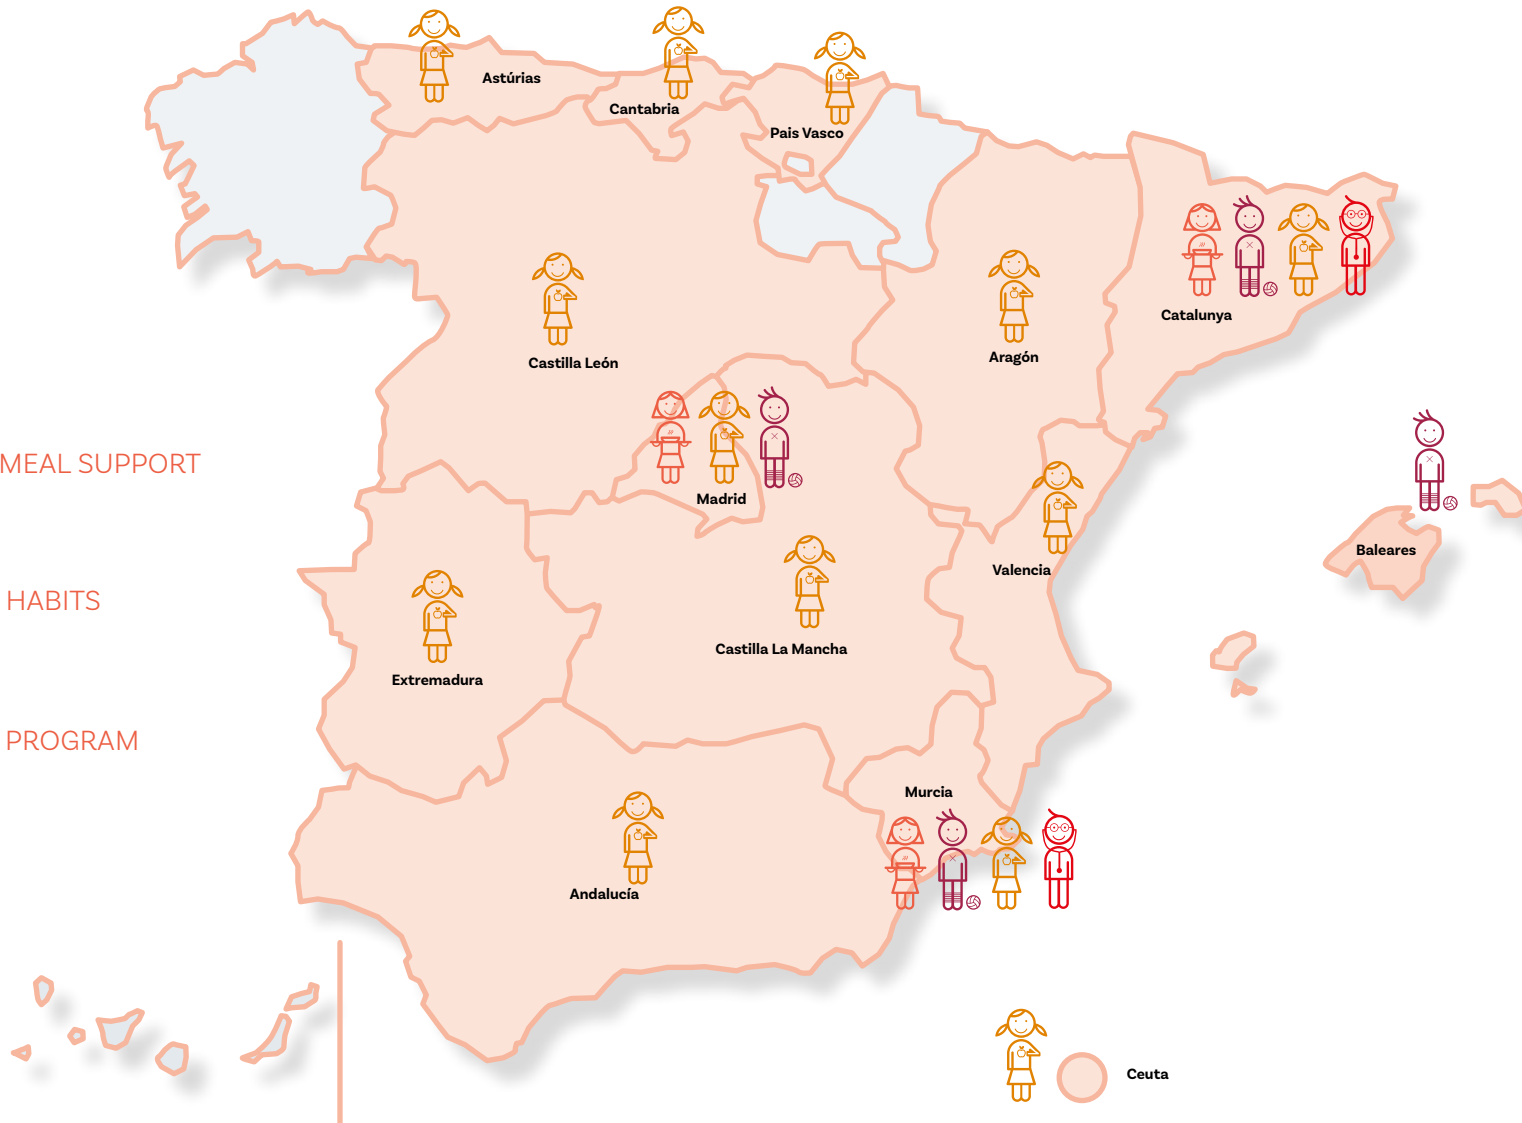 Astúrias
Cantabria
Pais Vasco
Catalunya
Aragón
Castilla León
MEAL SUPPORT
Madrid
Baleares
Valencia
HABITS
Castilla La Mancha
Extremadura
PROGRAM
Murcia
Andalucía
Ceuta